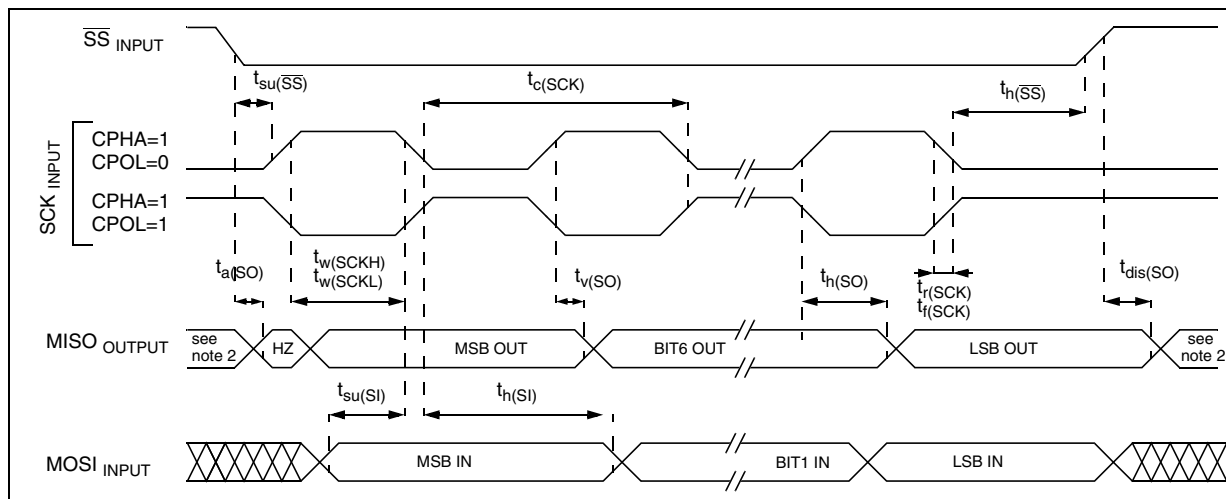 SS INPUT
tsu(SS)
tc(SCK)
th(SS)
SCK INPUT
CPHA=1
CPOL=0
CPHA=1
CPOL=1
ta(SO)
tw(SCKH)
tw(SCKL)
tv(SO)
th(SO)
tr(SCK)
tf(SCK)
tdis(SO)
MISO OUTPUT
see
note 2
HZ
MSB OUT
BIT6 OUT
LSB OUT
see
note 2
tsu(SI)
th(SI)
MOSI INPUT
MSB IN
BIT1 IN
LSB IN